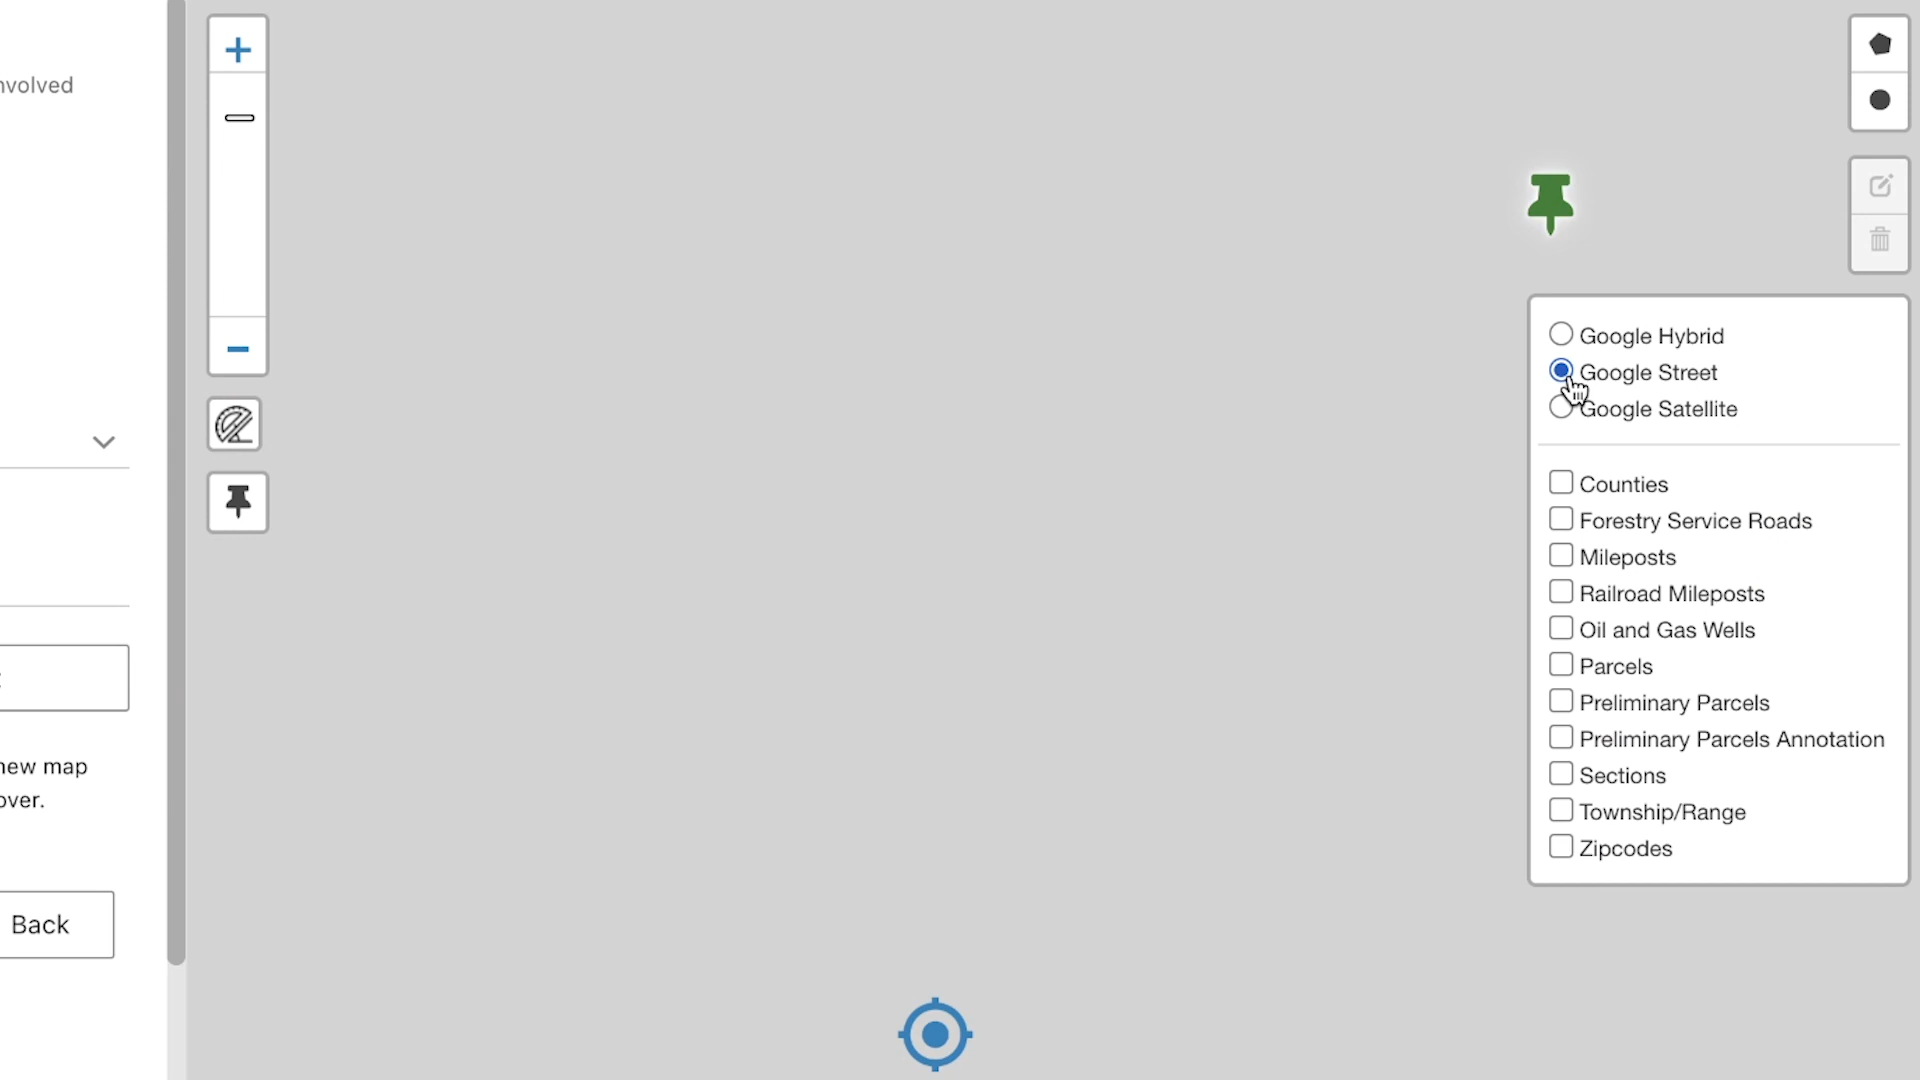 nvolved
new map
over.
Back
Google Hybrid
Google Street
Google Satellite
Counties
Forestry Service Roads
Mileposts
Railroad Mileposts
Oil and Gas Wells
Parcels
Preliminary Parcels
Preliminary Parcels Annotation
Sections
Township/Range
Zipcodes